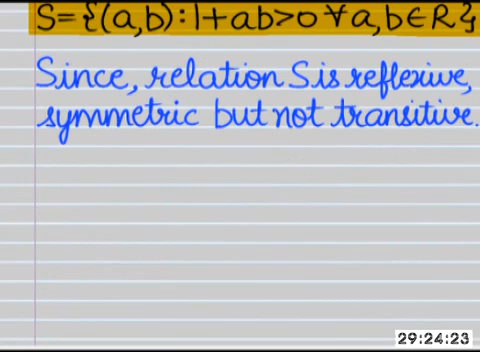 S={(a,b):1+ab>0 ∀ a,b∈R};
Since, relation S is reflexive,
symmetric but not transitive.
29:24:23